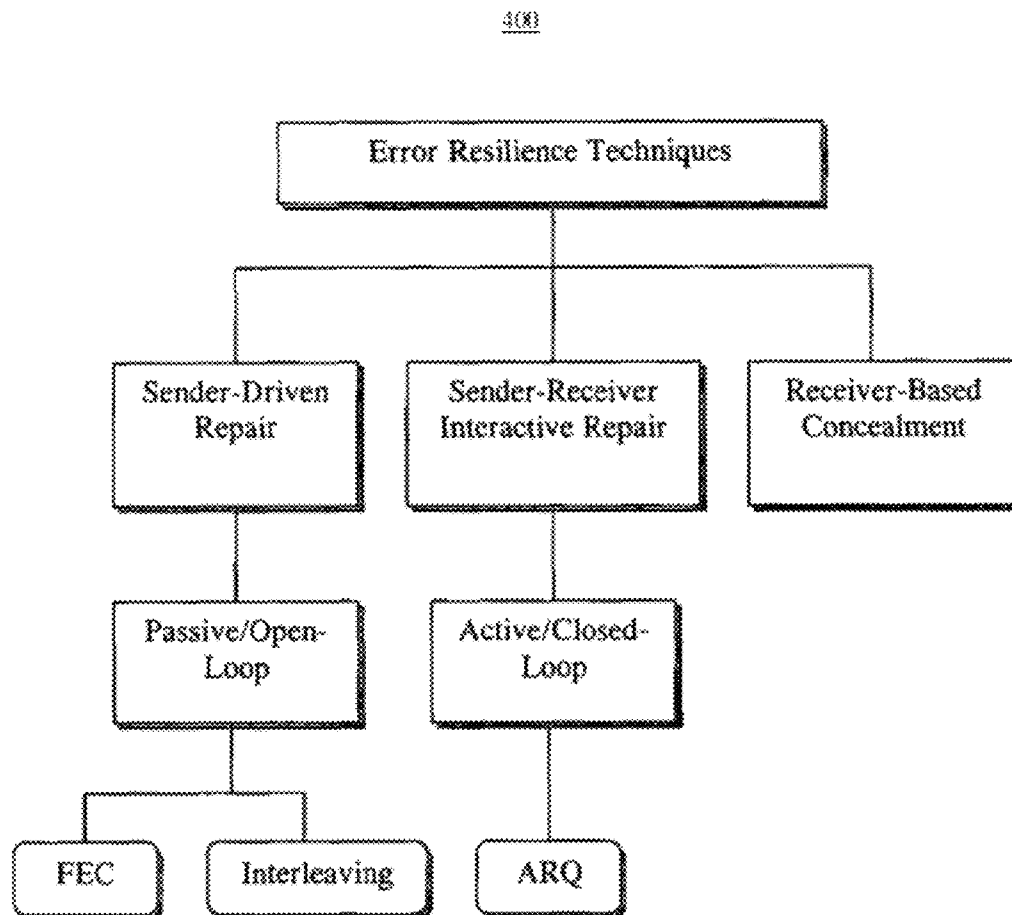 400
Error Resilience Techniques
Sender-Driven
Repair
Sender-Receiver
Interactive Repair
Receiver-Based
Concealment
Passive/Open-
Loop
Active/Closed-
Loop
FEC
Interleaving
ARQ